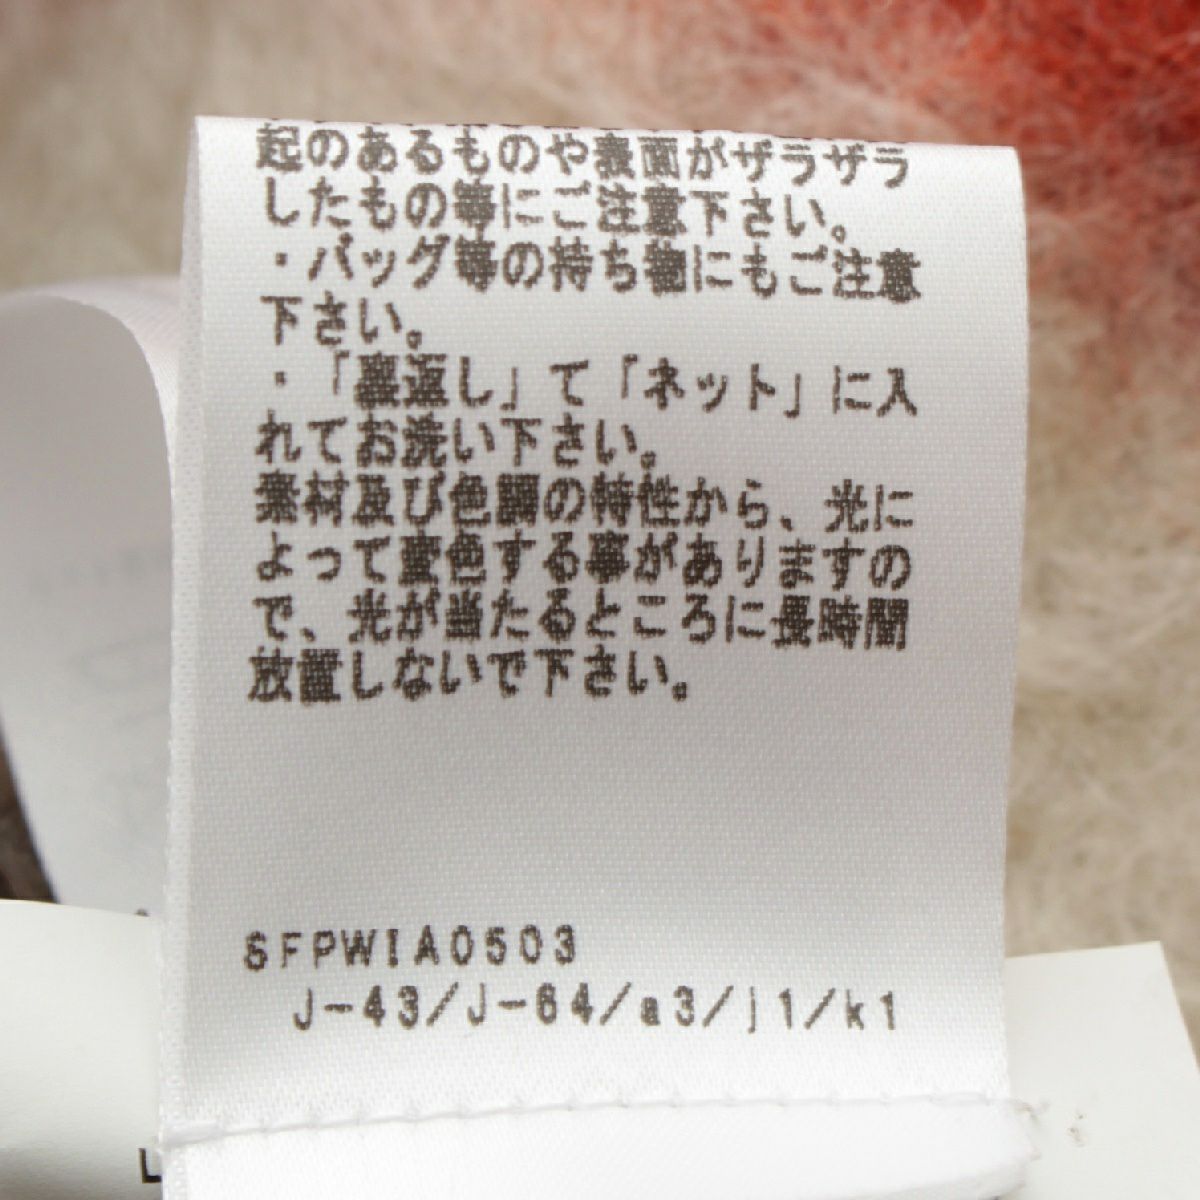 起のあるものや表面がザラザラ
したもの等にご注意下さい。
・バッグ等の持ち物にもご注意
下さい。
・「裏返し」て「ネット」に入
れてお洗い下さい。
素材及び色調の特性から、光に
よって変色する事がありますの
で、光が当たるところに長時間
放置しないで下さい。
SFPWIA0503
J-43/J-64/a3/j1/k1
L